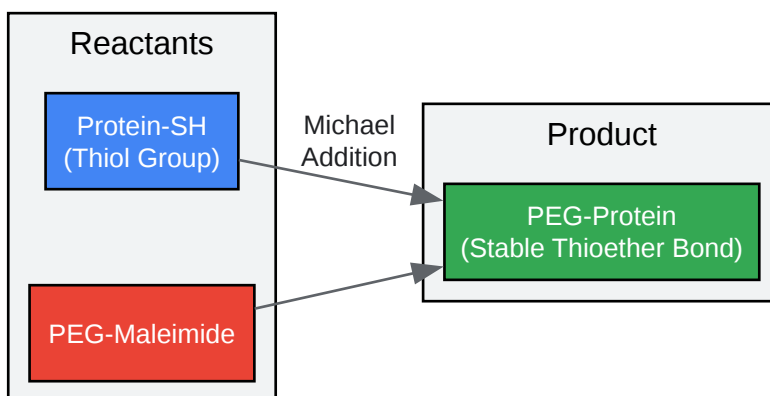 Reactants
Protein-SH
(Thiol Group)
PEG-Maleimide
Michael
Addition
Product
PEG-Protein
(Stable Thioether Bond)